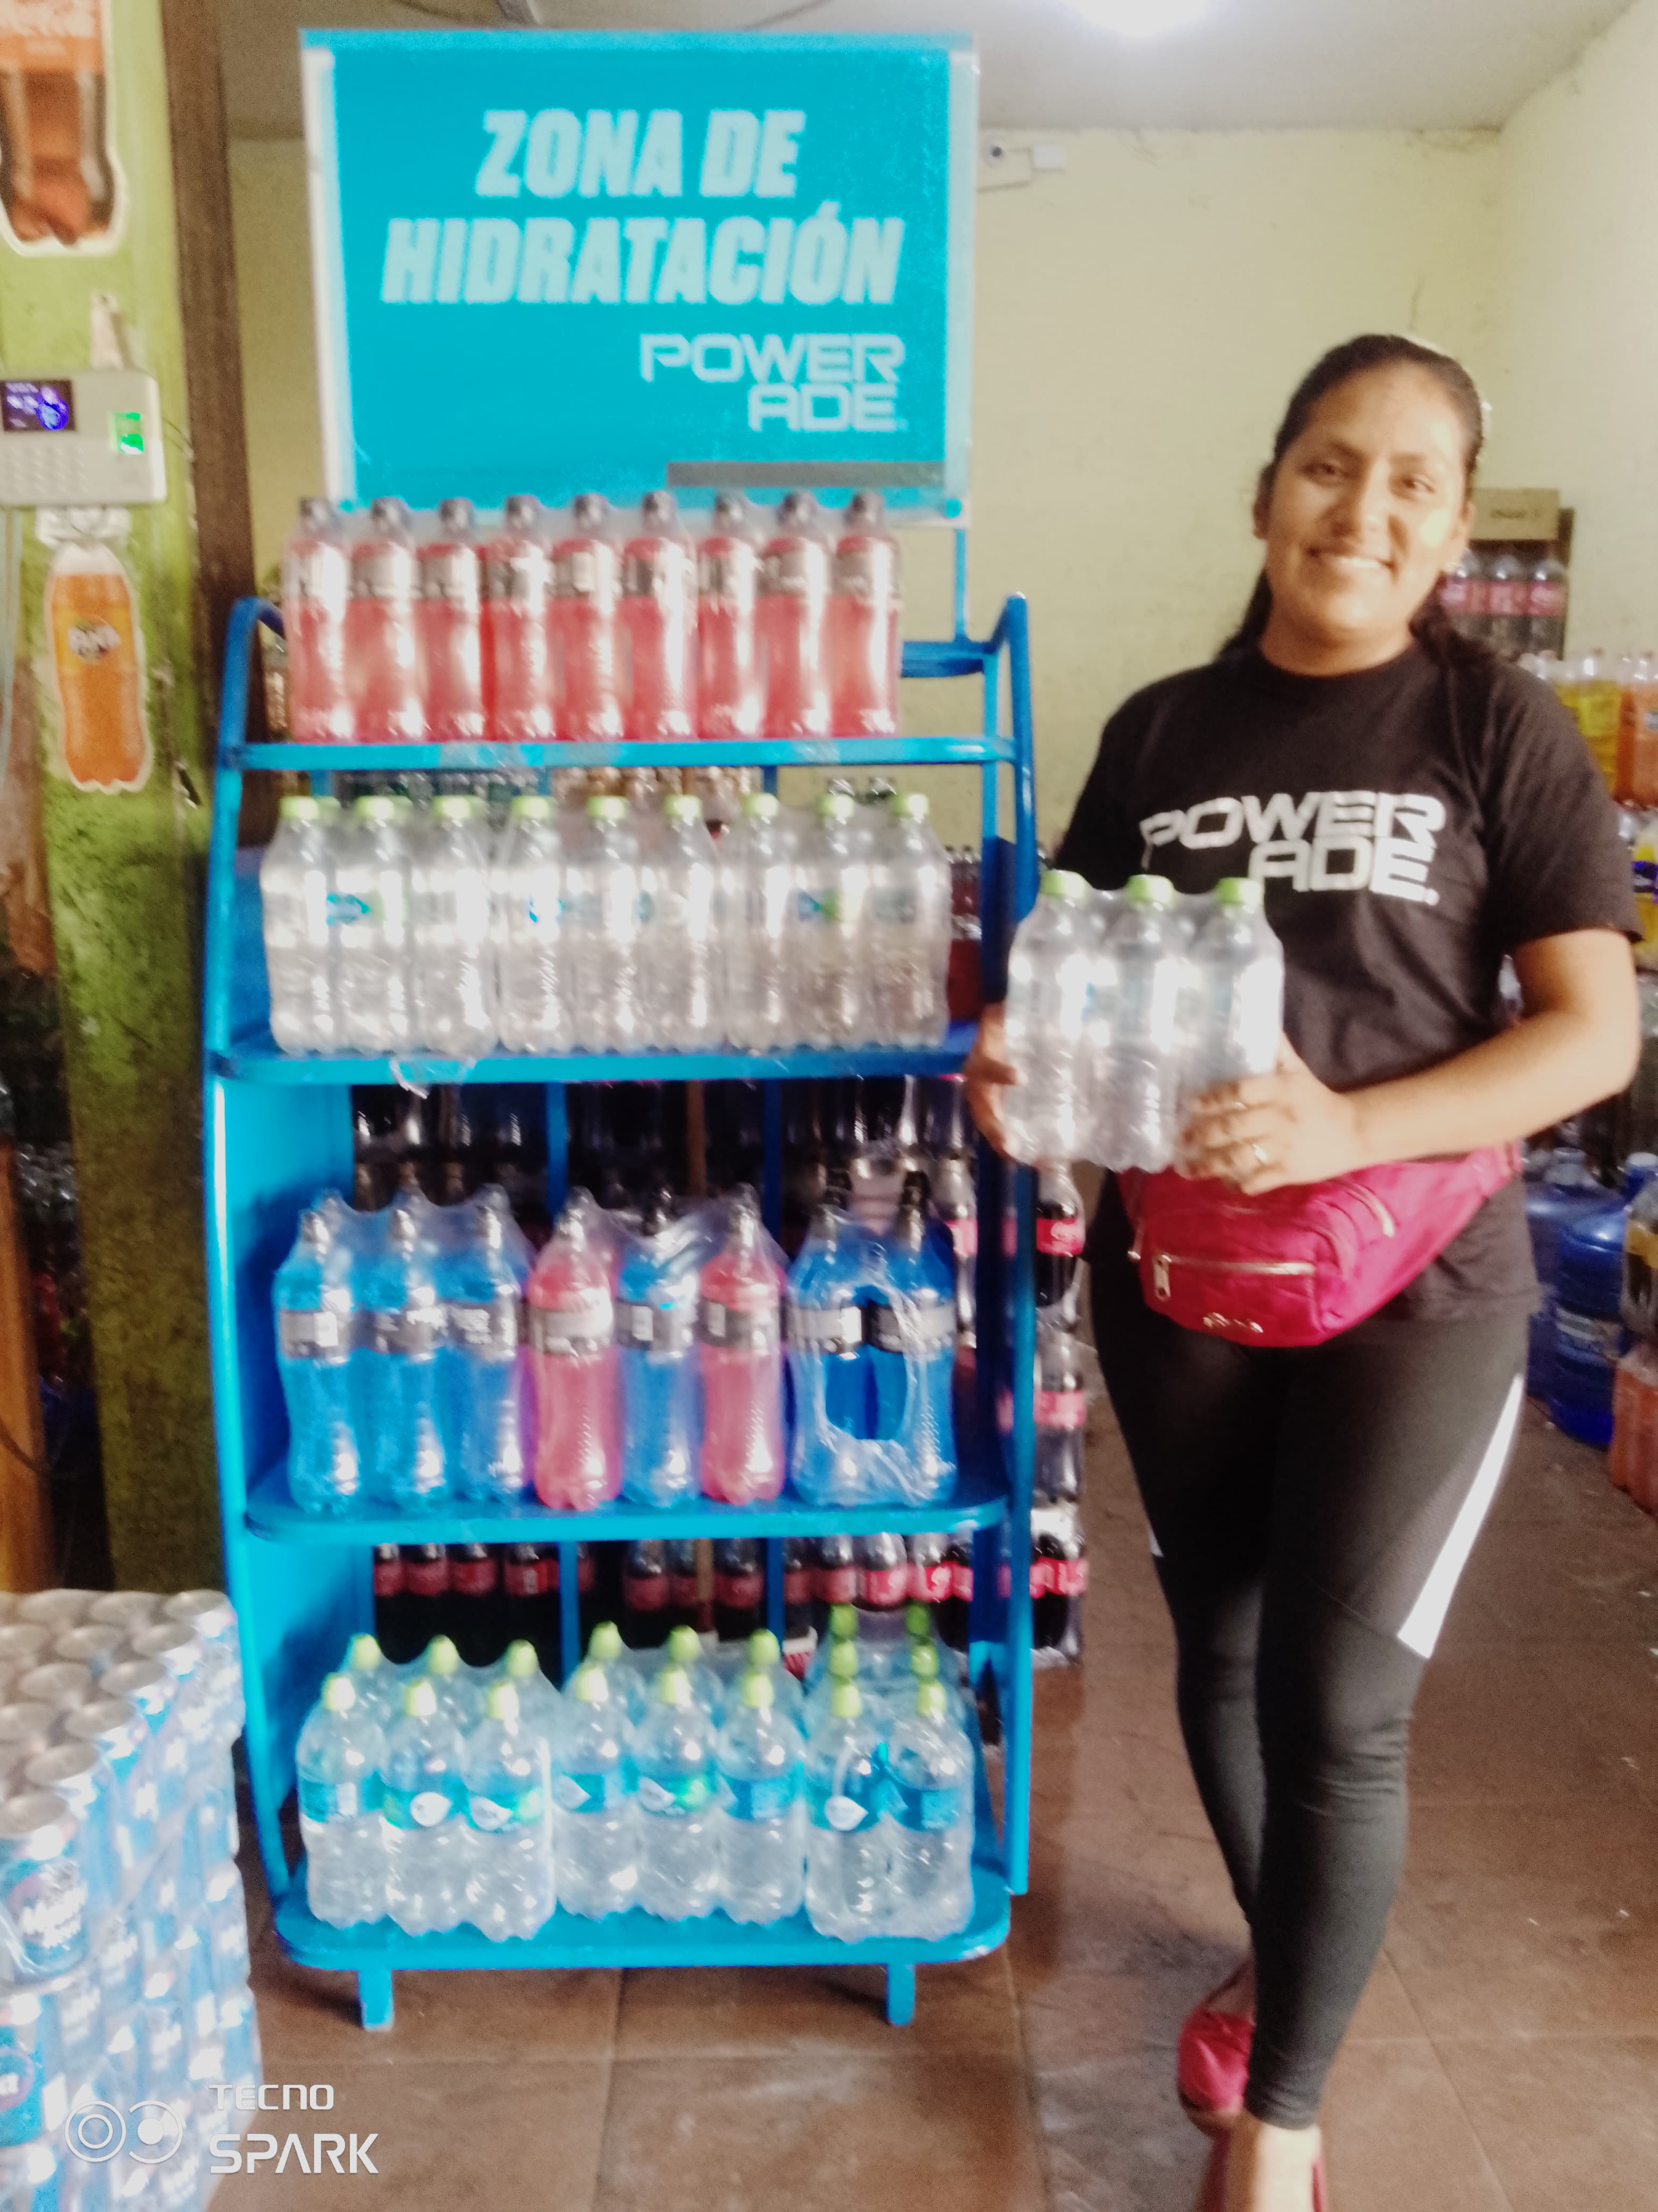 ZONA DE
HIDRATACIÓN
POWER
ADE
POWER
ADE
TECNO
SPARK